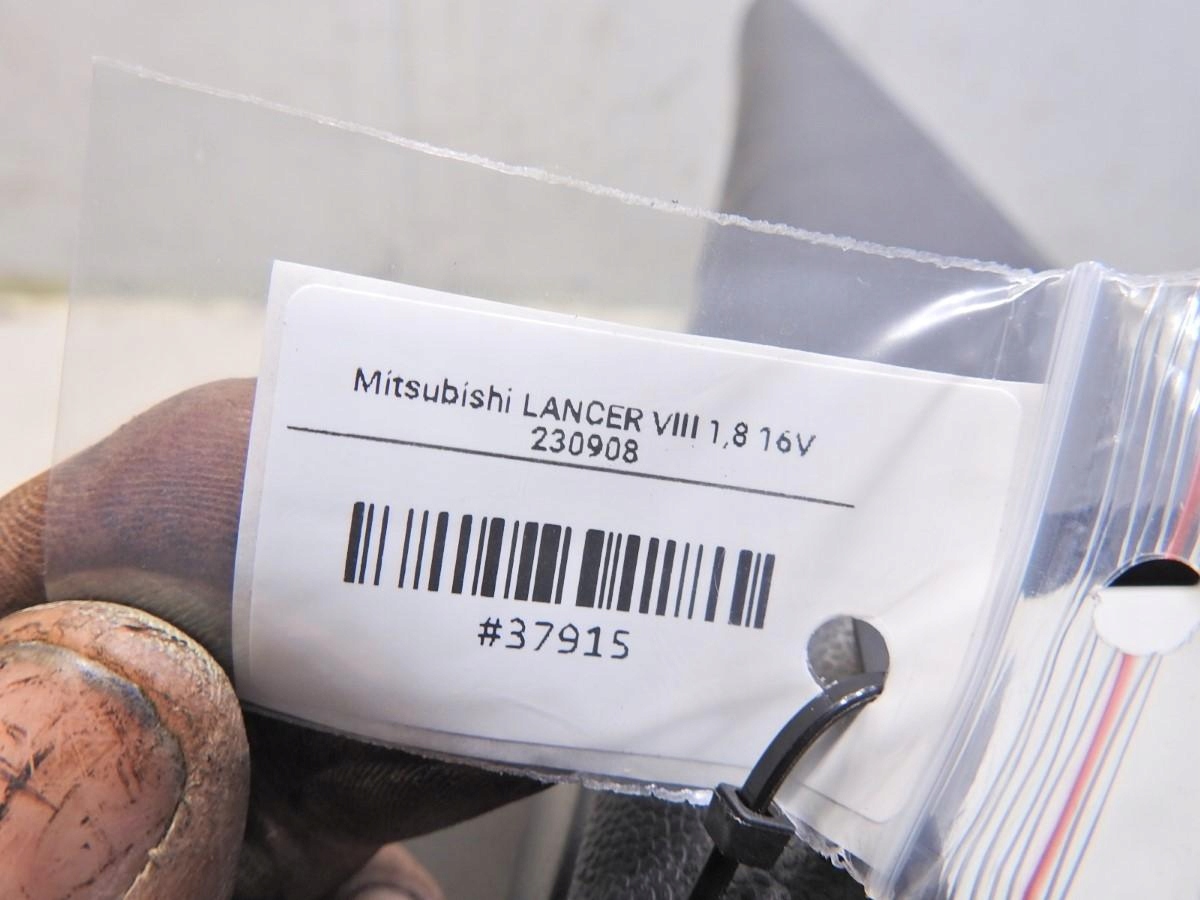 Mitsubishi LANCER VIII 1,8 16V
230908
#37915